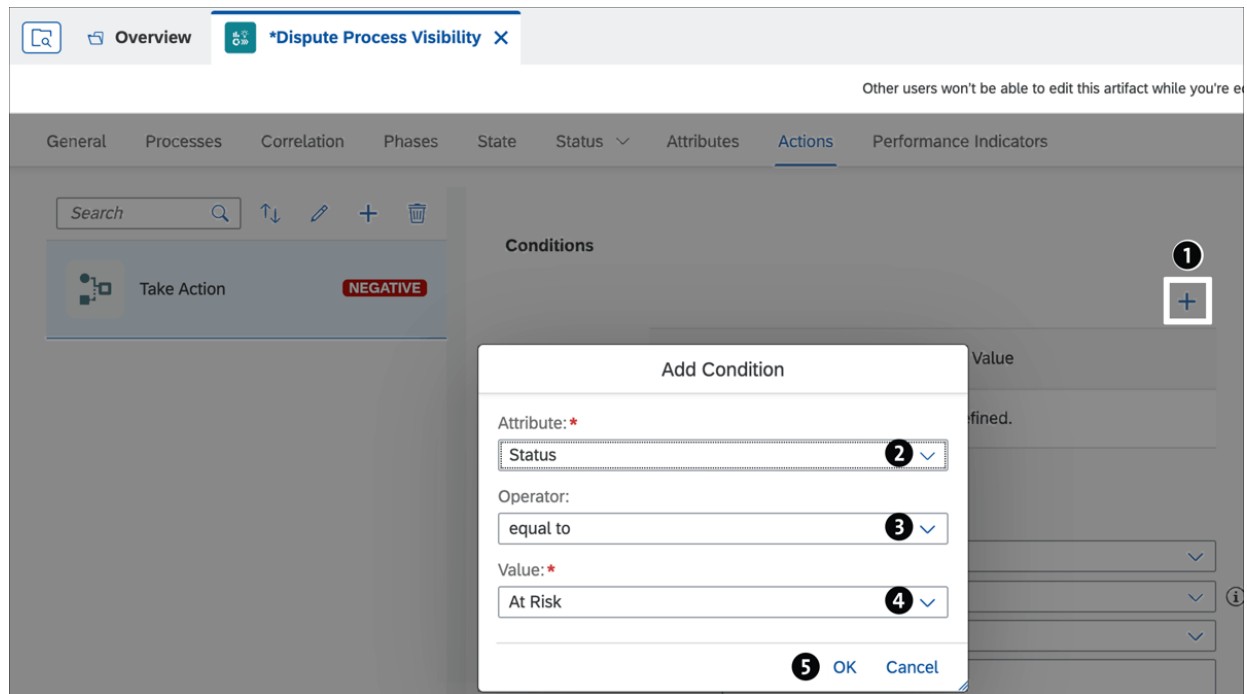 Overview
*Dispute Process Visibility
Other users won't be able to edit this artifact while you're
General Processes Correlation Phases State Status Attributes Actions Performance Indicators
Search
Conditions
1
Take Action NEGATIVE
Add Condition
Value
Attribute:*
Status 2
efined.
Operator:
equal to 3
Value:*
At Risk 4
5 OK Cancel